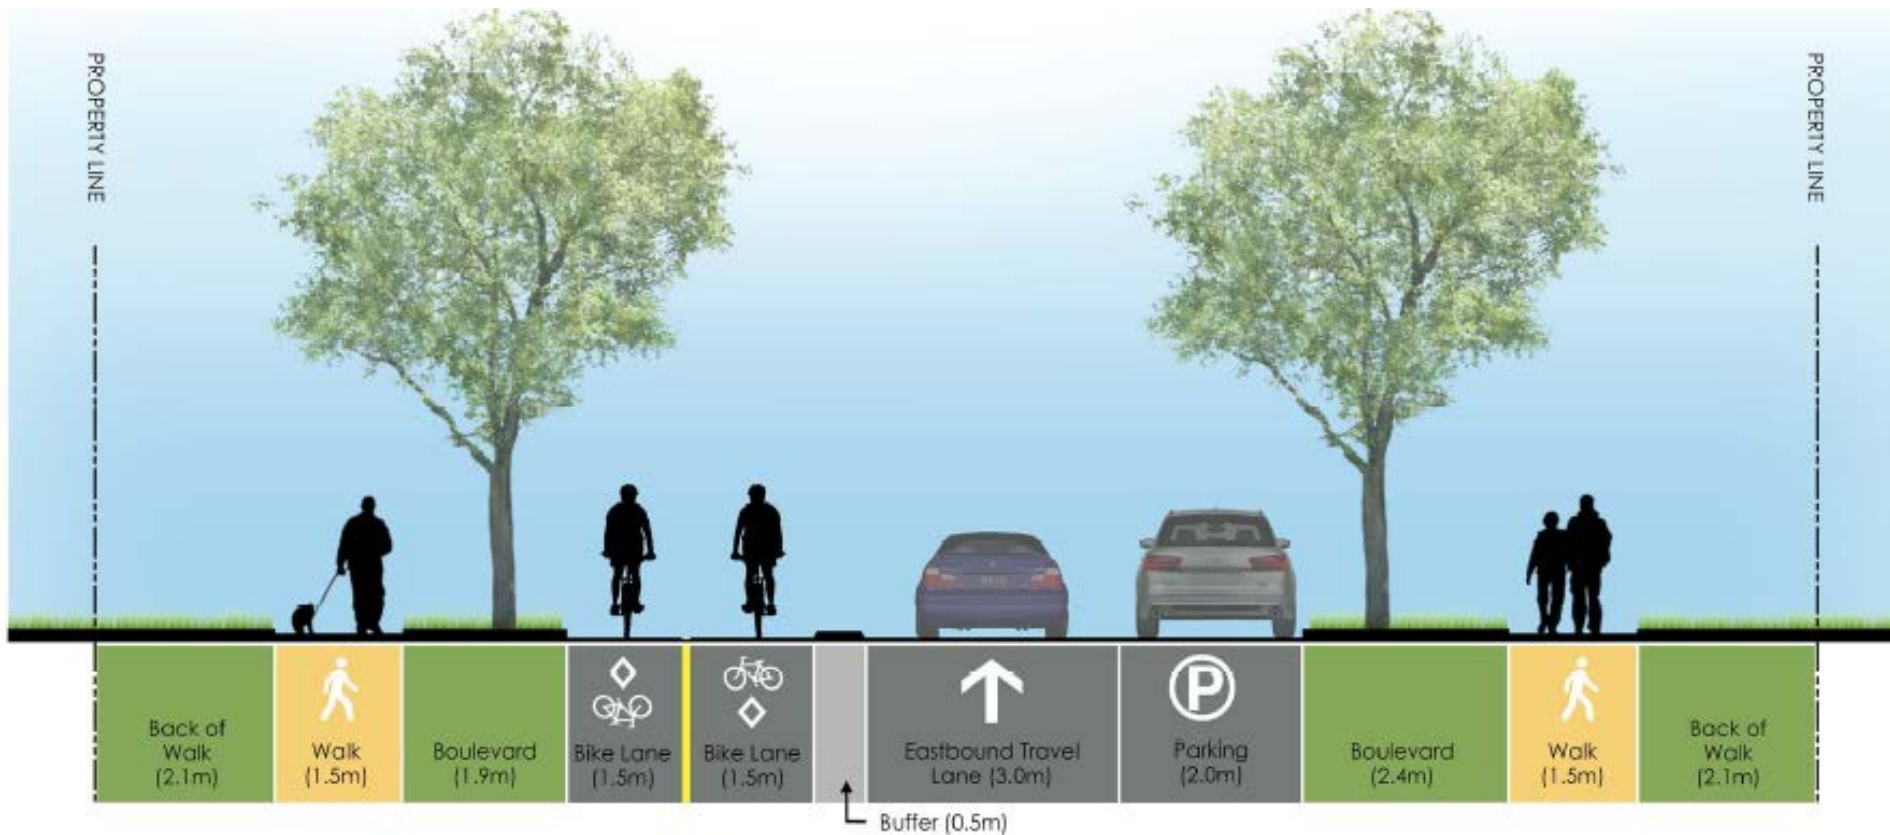 PROPERTY LINE
PROPERTY LINE
Back of
Walk
(2.1m)
Walk
(1.5m)
Boulevard
(1.9m)
Bike Lane
(1.5m)
Bike Lane
(1.5m)
Buffer (0.5m)
Eastbound Travel
Lane (3.0m)
P
Parking
(2.0m)
Boulevard
(2.4m)
Walk
(1.5m)
Back of
Walk
(2.1m)